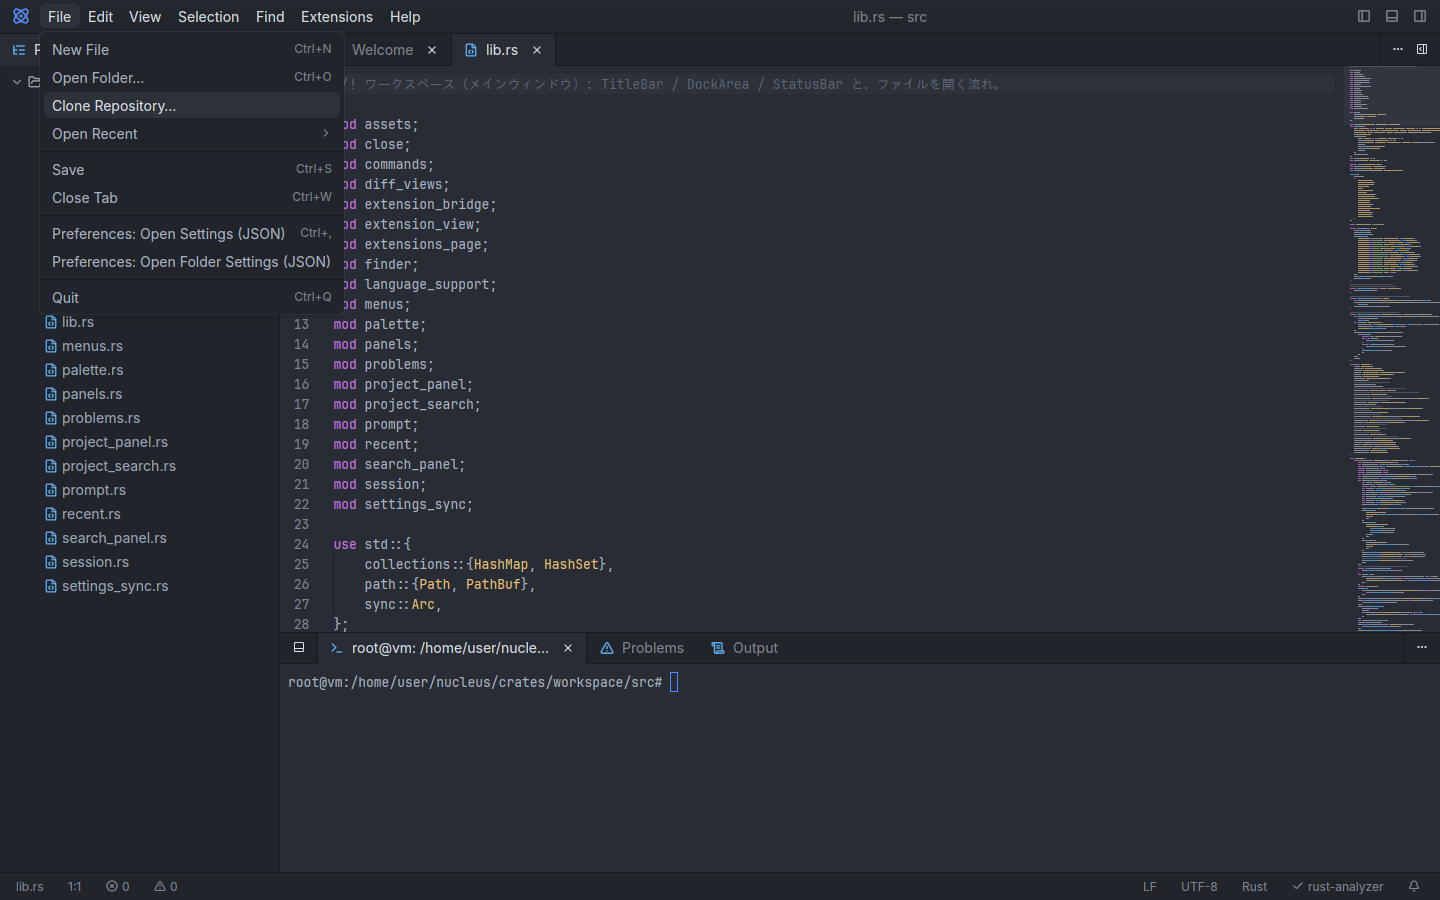 File Edit View Selection Find Extensions Help
lib.rs — src
New File Ctrl+N
Open Folder... Ctrl+O
Clone Repository...
Open Recent
Save Ctrl+S
Close Tab Ctrl+W
Preferences: Open Settings (JSON) Ctrl+,
Preferences: Open Folder Settings (JSON)
Quit Ctrl+Q
lib.rs
menus.rs
palette.rs
panels.rs
problems.rs
project_panel.rs
project_search.rs
prompt.rs
recent.rs
search_panel.rs
session.rs
settings_sync.rs
Welcome
lib.rs
/! ワークスペース（メインウィンドウ）: TitleBar / DockArea / StatusBar と、ファイルを開く流れ。
od assets;
od close;
od commands;
od diff_views;
od extension_bridge;
od extension_view;
od extensions_page;
od finder;
od language_support;
od menus;
13 mod palette;
14 mod panels;
15 mod problems;
16 mod project_panel;
17 mod project_search;
18 mod prompt;
19 mod recent;
20 mod search_panel;
21 mod session;
22 mod settings_sync;
23
24 use std::{
25 collections::{HashMap, HashSet},
26 path::{Path, PathBuf},
27 sync::Arc,
28 };
root@vm: /home/user/nucle...
Problems
Output
root@vm:/home/user/nucleus/crates/workspace/src#
lib.rs 1:1 0 0
LF UTF-8 Rust rust-analyzer